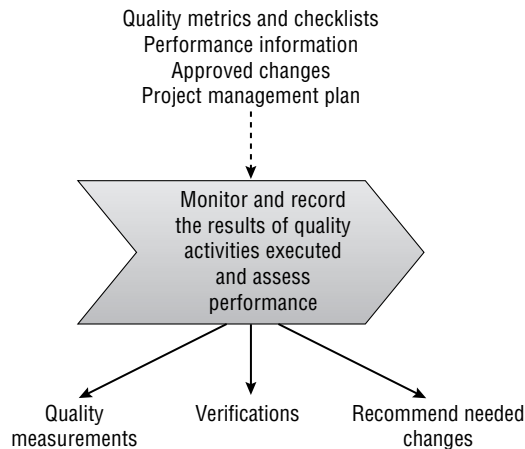 Quality metrics and checklists
Performance information
Approved changes
Project management plan
Monitor and record
the results of quality
activities executed
and assess
performance
Quality
measurements
Verifications
Recommend needed
changes